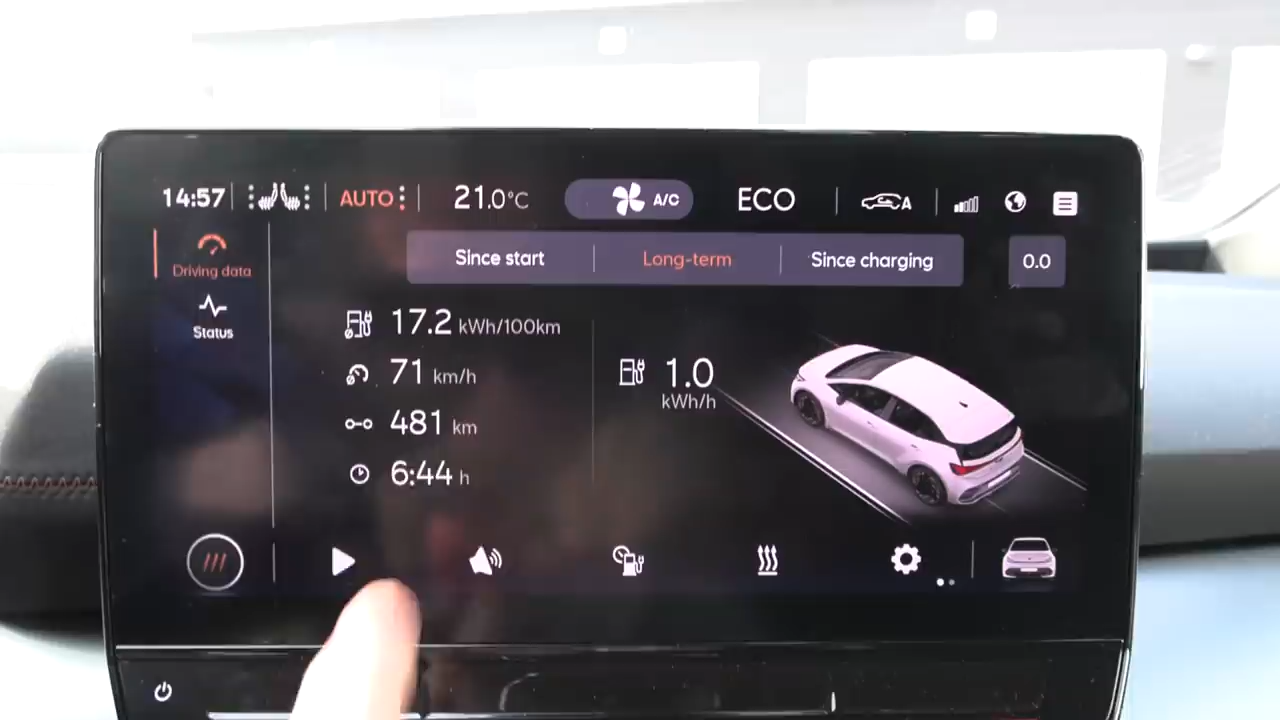 14:57 AUTO 21.0°C A/C ECO A
Since start Long-term Since charging 0.0
Driving data
Status
17.2 kWh/100km
71 km/h
481 km
6:44 h
1.0
kWh/h